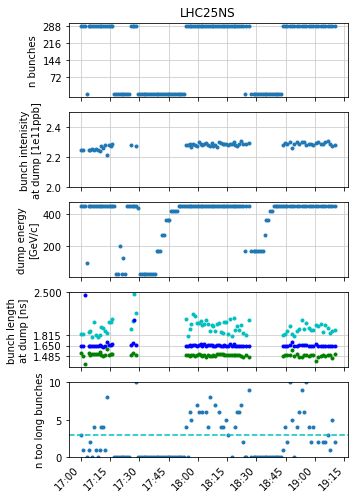 LHC25NS
288
216
144
72
n bunches
2.4
2.2
2.0
bunch intenisity
at dump [1e11ppb]
400
200
dump energy
[GeV/c]
2.500
1.815
1.650
1.485
bunch length
at dump [ns]
10
5
0
n too long bunches
17:00
17:15
17:30
17:45
18:00
18:15
18:30
18:45
19:00
19:15